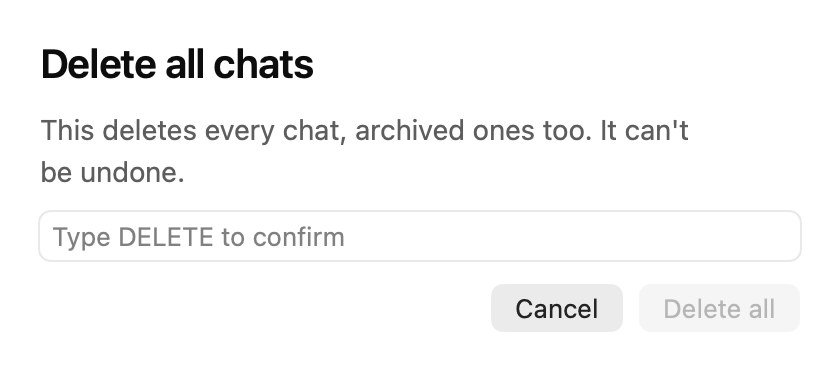 Delete all chats
This deletes every chat, archived ones too. It can't
be undone.
Type DELETE to confirm
Cancel
Delete all